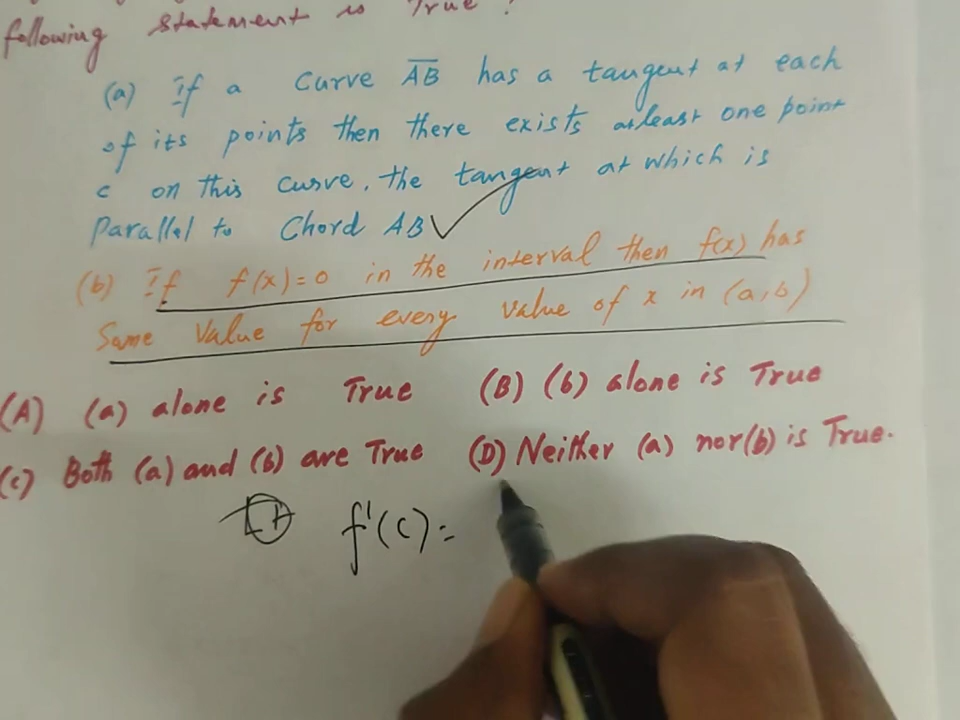 following statement is True?
(a) If a curve AB has a tangent at each
of its points then there exists atleast one point
c on this curve, the tangent at which is
parallel to Chord AB
(b) If f(x)=0 in the interval then f(x) has
Same Value for every value of x in (a,b)
(A) (a) alone is True (B) (b) alone is True
(C) Both (a) and (b) are True (D) Neither (a) nor (b) is True.
f'(c)=